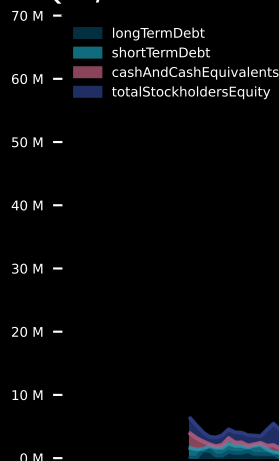 70 M
longTermDebt
shortTermDebt
60 M
cashAndCashEquivalents
totalStockholdersEquity
50 M
40 M
30 M
20 M
10 M
0 M